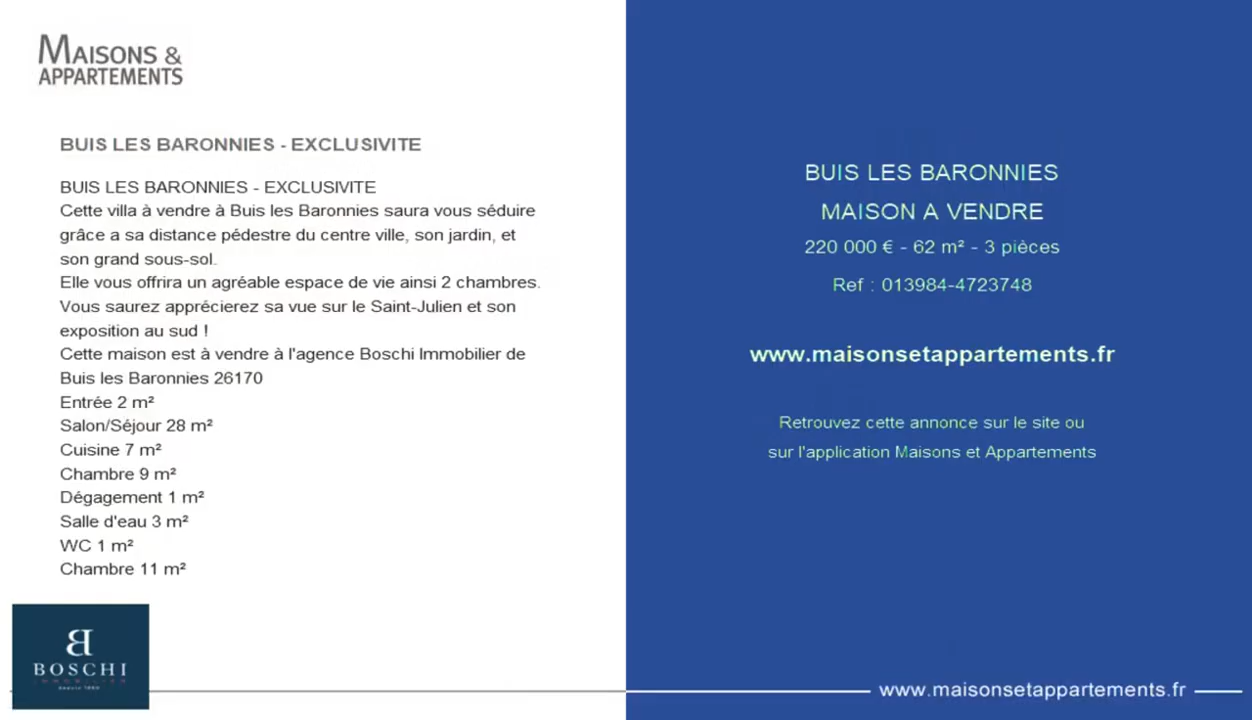 MAISONS &
APPARTEMENTS
BUIS LES BARONNIES - EXCLUSIVITE
BUIS LES BARONNIES - EXCLUSIVITE
Cette villa à vendre à Buis les Baronnies saura vous séduire
grâce a sa distance pédestre du centre ville, son jardin, et
son grand sous-sol.
Elle vous offrira un agréable espace de vie ainsi 2 chambres.
Vous saurez apprécierez sa vue sur le Saint-Julien et son
exposition au sud !
Cette maison est à vendre à l'agence Boschi Immobilier de
Buis les Baronnies 26170
Entrée 2 m²
Salon/Séjour 28 m²
Cuisine 7 m²
Chambre 9 m²
Dégagement 1 m²
Salle d'eau 3 m²
WC 1 m²
Chambre 11 m²
BOSCHI
IMMOBILIER
BUIS LES BARONNIES
MAISON A VENDRE
220 000 € - 62 m² - 3 pièces
Ref : 013984-4723748
www.maisonsetappartements.fr
Retrouvez cette annonce sur le site ou
sur l'application Maisons et Appartements
www.maisonsetappartements.fr